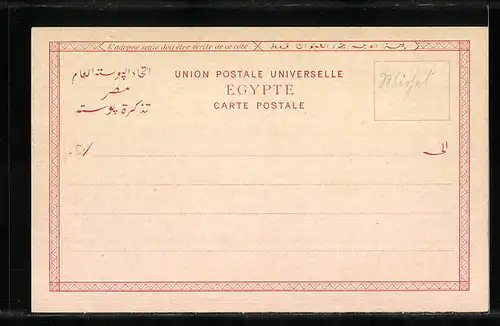 L'adresse seule doit être écrite de ce côté
اتحاد البوستة العام
مصر
تذكرة بوستة
UNION POSTALE UNIVERSELLE
EGYPTE
CARTE POSTALE
الى